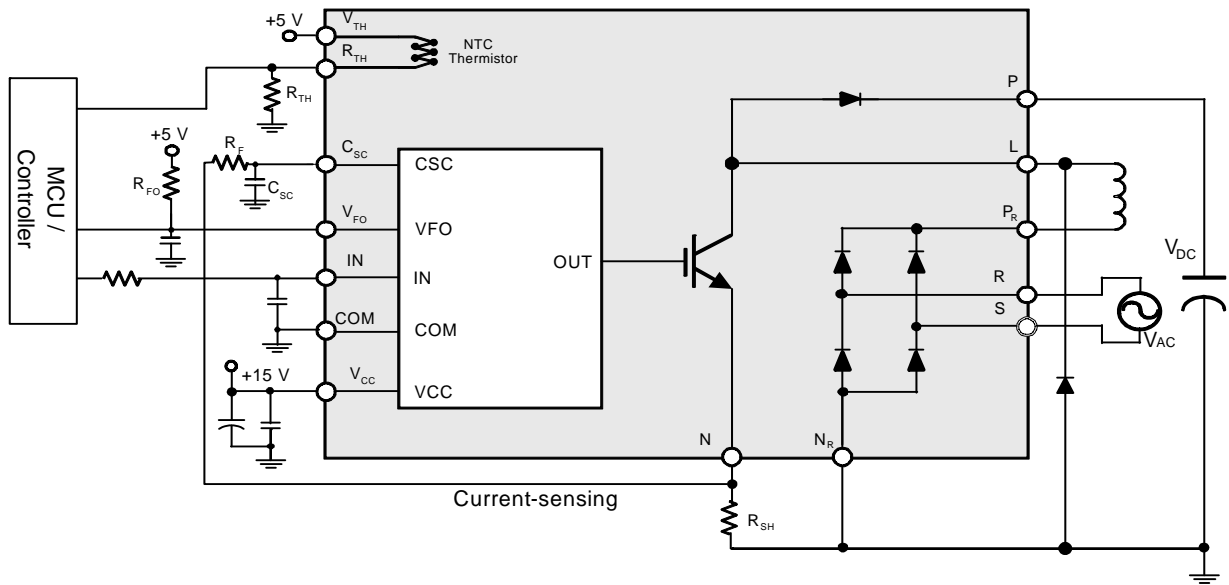 +5 V
V_TH
R_TH
NTC
Thermistor
R_TH
P
+5 V
R_F
C_SC
CSC
L
MCU /
Controller
R_FO
C_SC
V_FO
VFO
P_R
V_DC
IN
IN
OUT
R
S
COM
COM
V_AC
+15 V
V_CC
VCC
N
N_R
Current-sensing
R_SH